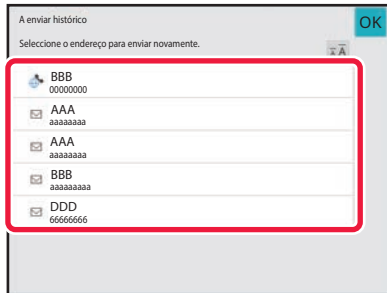 A enviar histórico
OK
Seleccione o endereço para enviar novamente.
A A
BBB
00000000
AAA
aaaaaaaa
AAA
aaaaaaaa
BBB
aaaaaaaaa
DDD
66666666